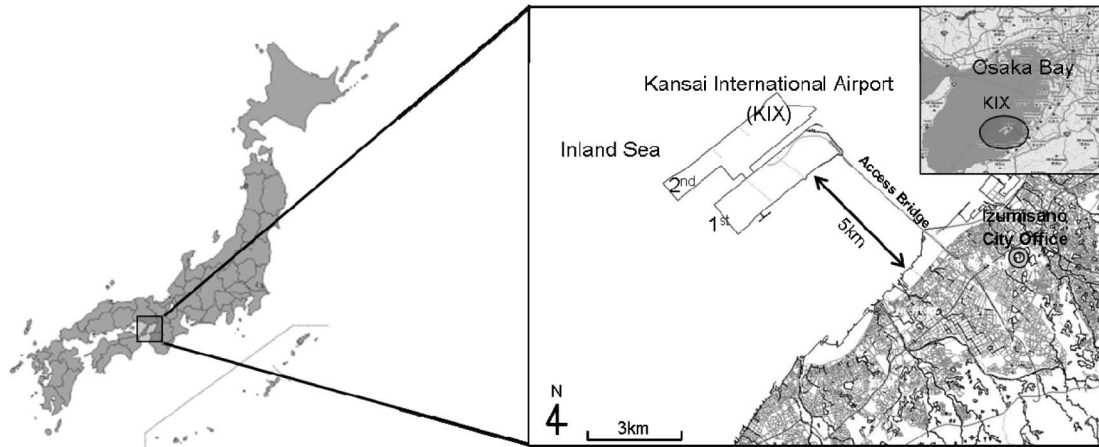 Kansai International Airport
(KIX)
Osaka Bay
KIX
Inland Sea
2nd
1st
Access Bridge
5km
Izumisano
City Office
N
3km